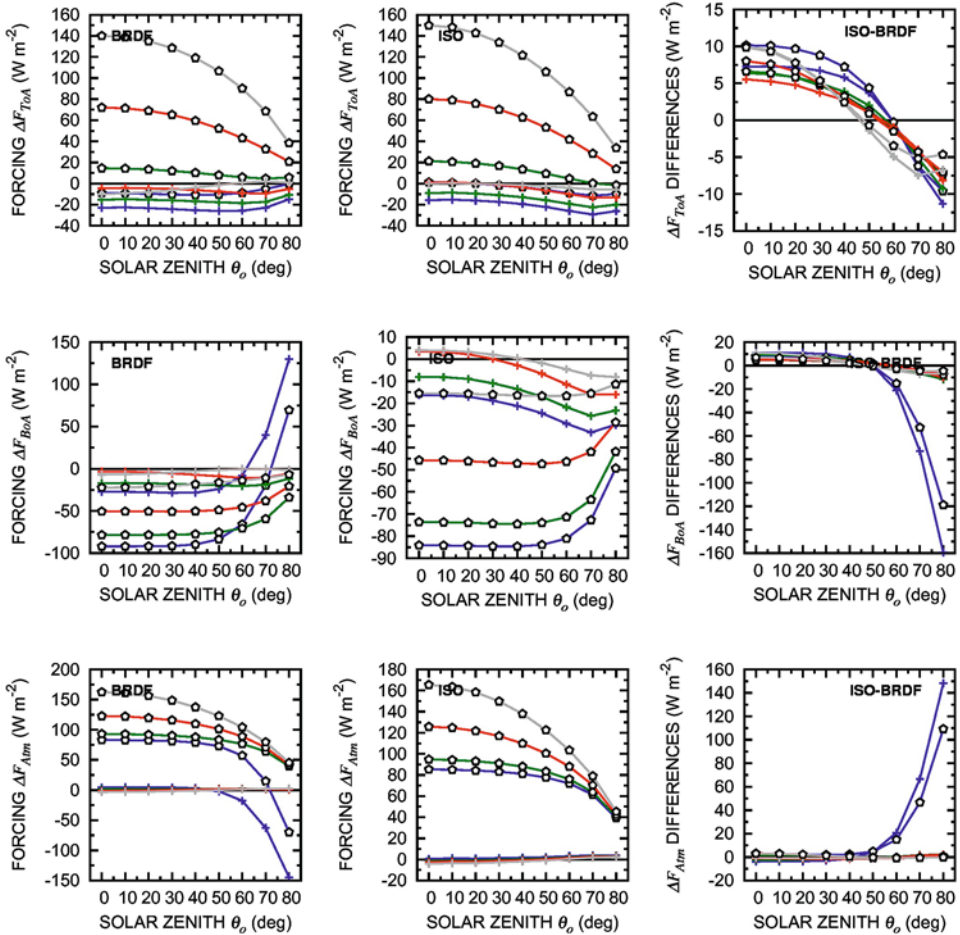 FORCING ΔF_ToA (W m⁻²)
160
140
120
100
80
60
40
20
0
-20
-40
BRDF
0 10 20 30 40 50 60 70 80
SOLAR ZENITH θ_o (deg)
FORCING ΔF_ToA (W m⁻²)
160
140
120
100
80
60
40
20
0
-20
-40
ISO
0 10 20 30 40 50 60 70 80
SOLAR ZENITH θ_o (deg)
ΔF_ToA DIFFERENCES (W m⁻²)
15
10
5
0
-5
-10
-15
ISO-BRDF
0 10 20 30 40 50 60 70 80
SOLAR ZENITH θ_o (deg)
FORCING ΔF_BoA (W m⁻²)
150
100
50
0
-50
-100
BRDF
0 10 20 30 40 50 60 70 80
SOLAR ZENITH θ_o (deg)
FORCING ΔF_BoA (W m⁻²)
10
0
-10
-20
-30
-40
-50
-60
-70
-80
-90
ISO
0 10 20 30 40 50 60 70 80
SOLAR ZENITH θ_o (deg)
ΔF_BoA DIFFERENCES (W m⁻²)
20
0
-20
-40
-60
-80
-100
-120
-140
-160
ISO-BRDF
0 10 20 30 40 50 60 70 80
SOLAR ZENITH θ_o (deg)
FORCING ΔF_Atm (W m⁻²)
200
150
100
50
0
-50
-100
-150
BRDF
0 10 20 30 40 50 60 70 80
SOLAR ZENITH θ_o (deg)
FORCING ΔF_Atm (W m⁻²)
180
160
140
120
100
80
60
40
20
0
-20
ISO
0 10 20 30 40 50 60 70 80
SOLAR ZENITH θ_o (deg)
ΔF_Atm DIFFERENCES (W m⁻²)
160
140
120
100
80
60
40
20
0
-20
ISO-BRDF
0 10 20 30 40 50 60 70 80
SOLAR ZENITH θ_o (deg)